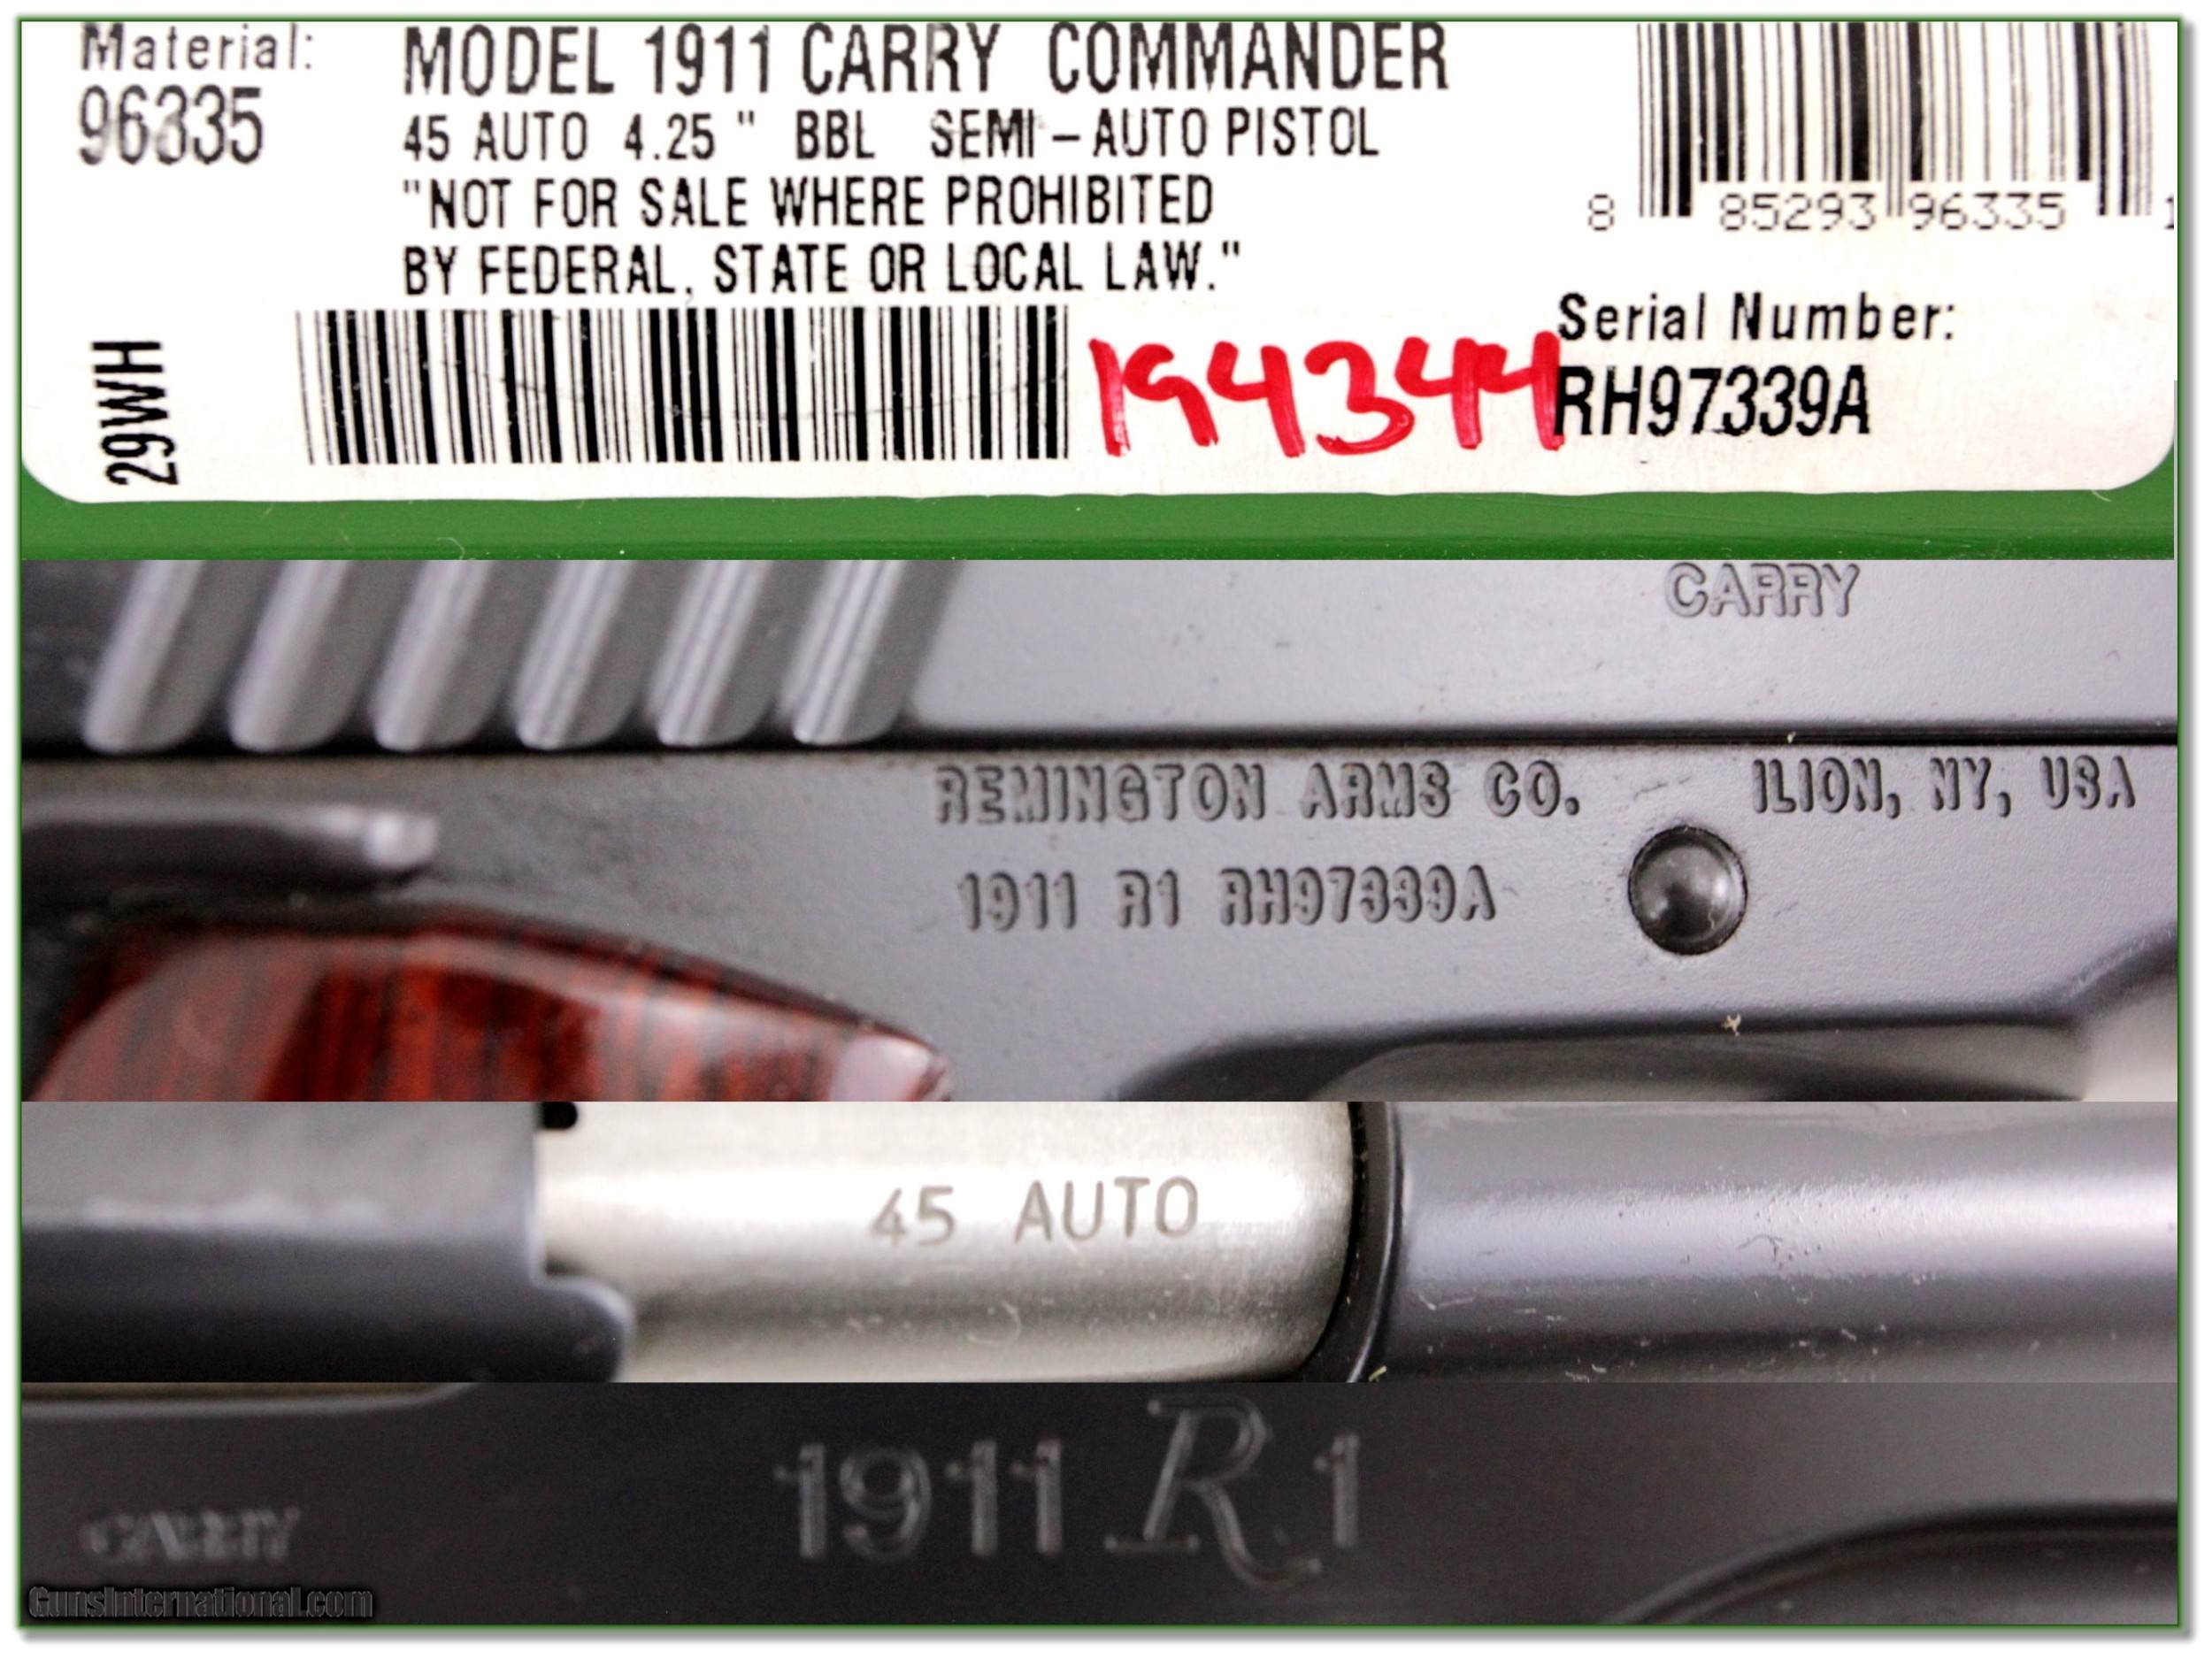 Material:
96335
MODEL 1911 CARRY COMMANDER
45 AUTO 4.25 " BBL SEMI-AUTO PISTOL
"NOT FOR SALE WHERE PROHIBITED
BY FEDERAL, STATE OR LOCAL LAW."
8 85293 96335 1
29WH
194344
Serial Number:
RH97339A
CARRY
REMINGTON ARMS CO. ILION, NY, USA
1911 R1 RH97339A
45 AUTO
1911 R1
CARRY
GunsInternational.com